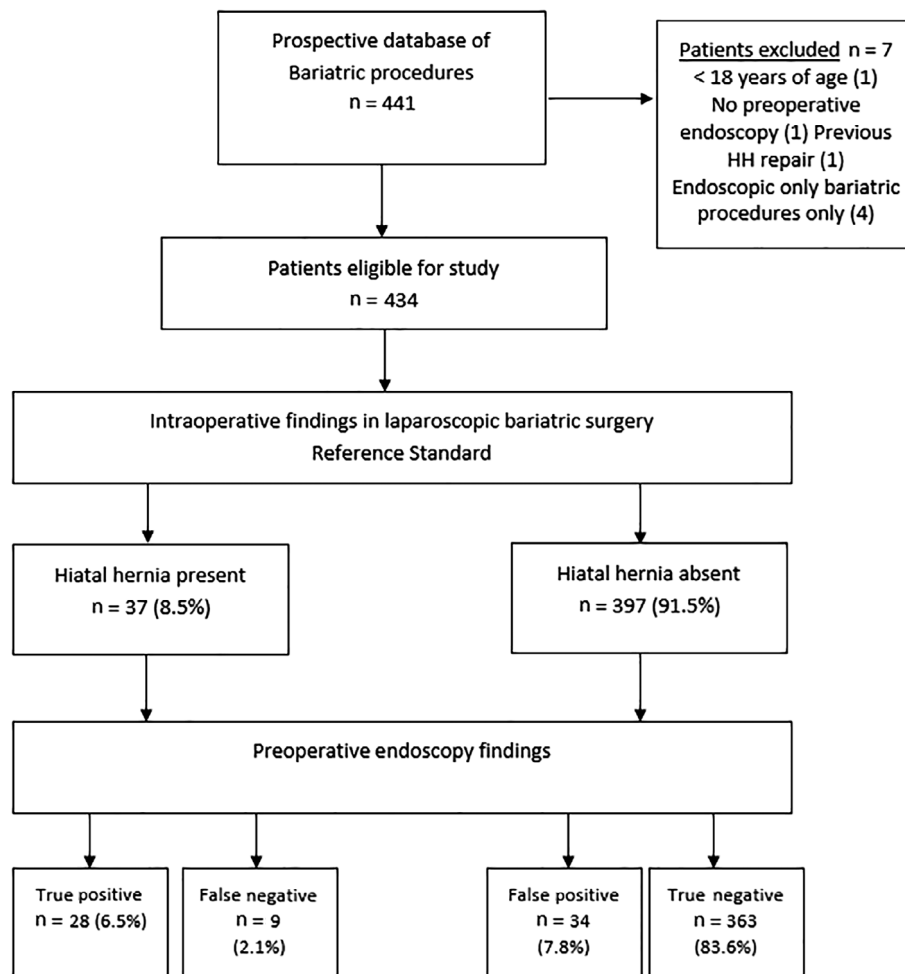 Prospective database of
Bariatric procedures
n = 441
Patients excluded n = 7
< 18 years of age (1)
No preoperative
endoscopy (1) Previous
HH repair (1)
Endoscopic only bariatric
procedures only (4)
Patients eligible for study
n = 434
Intraoperative findings in laparoscopic bariatric surgery
Reference Standard
Hiatal hernia present
n = 37 (8.5%)
Hiatal hernia absent
n = 397 (91.5%)
Preoperative endoscopy findings
True positive
n = 28 (6.5%)
False negative
n = 9
(2.1%)
False positive
n = 34
(7.8%)
True negative
n = 363
(83.6%)